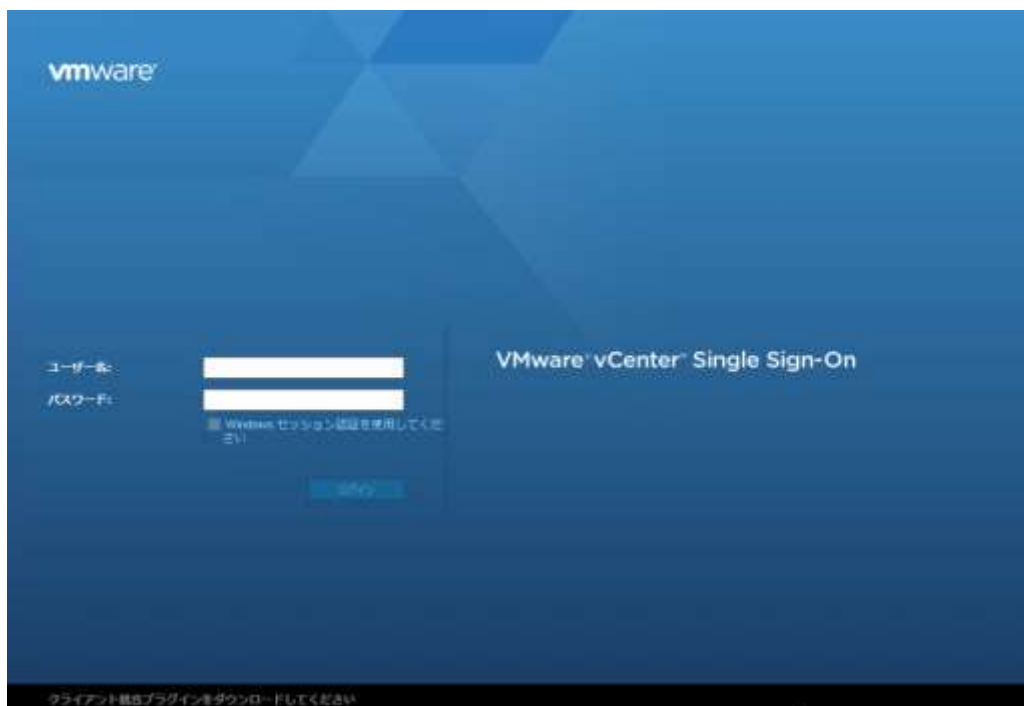 vmware
ユーザー名:
VMware vCenter™ Single Sign-On
パスワード:
Windows セッション認証を使用してくだ
さい
ログイン
クライアント統合プラグインをダウンロードしてください